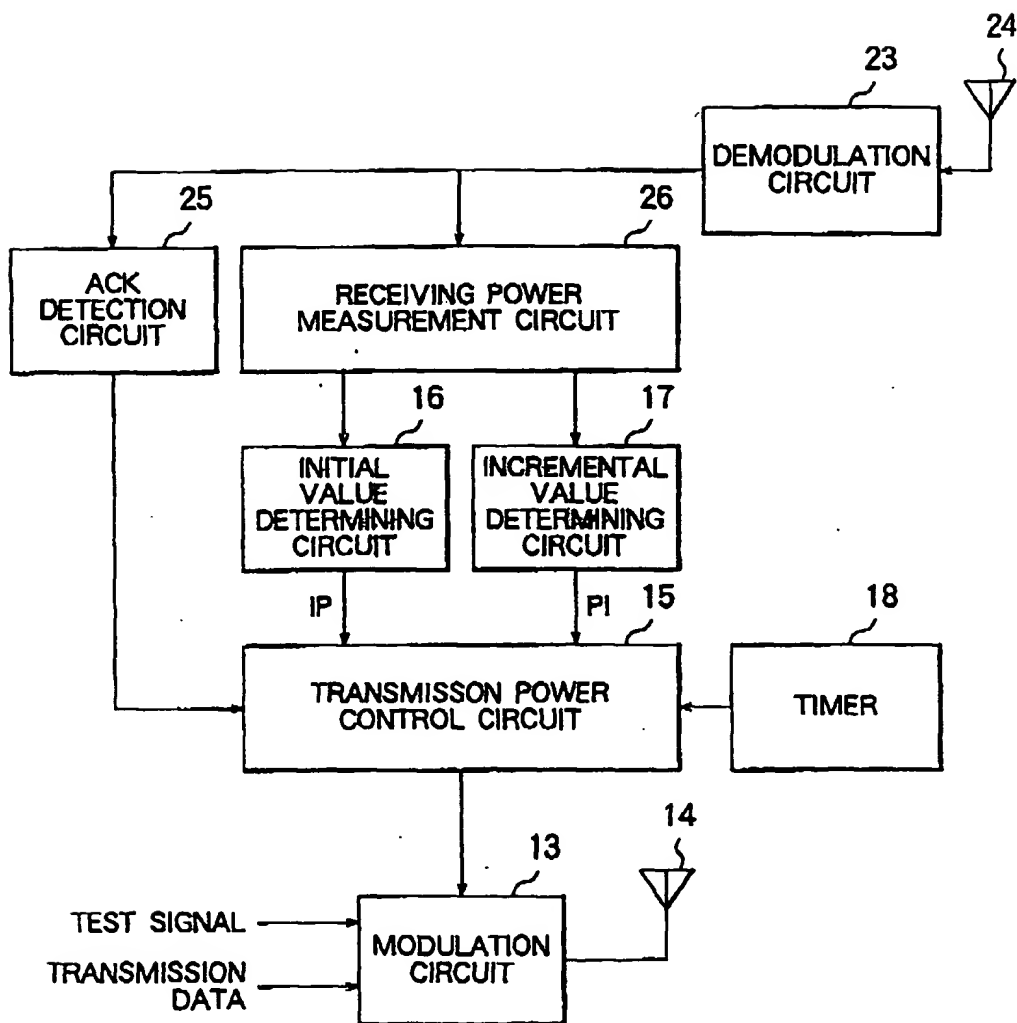 24
23
DEMODULATION
CIRCUIT
25
26
ACK
DETECTION
CIRCUIT
RECEIVING POWER
MEASUREMENT CIRCUIT
16
17
INITIAL
VALUE
DETERMINING
CIRCUIT
INCREMENTAL
VALUE
DETERMINING
CIRCUIT
IP
PI
15
18
TRANSMISSON POWER
CONTROL CIRCUIT
TIMER
14
13
TEST SIGNAL
TRANSMISSION
DATA
MODULATION
CIRCUIT